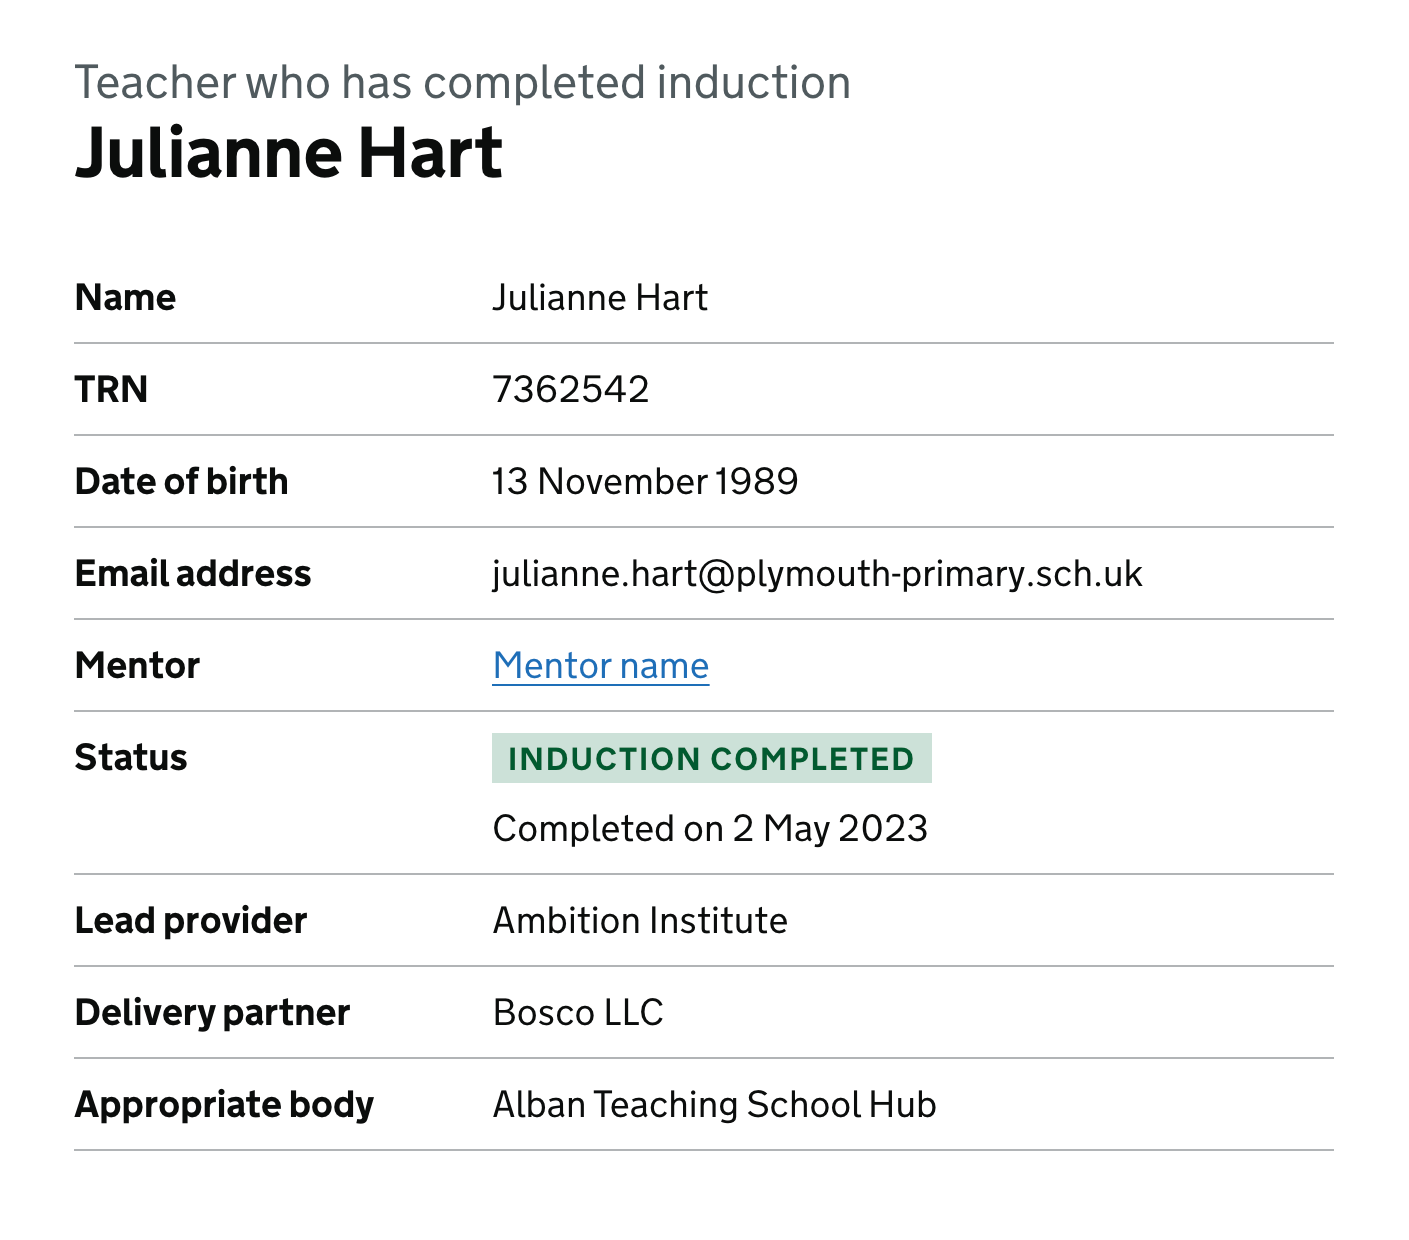 Teacher who has completed induction
Julianne Hart
Name Julianne Hart
TRN 7362542
Date of birth 13 November 1989
Email address julianne.hart@plymouth-primary.sch.uk
Mentor Mentor name
Status INDUCTION COMPLETED
Completed on 2 May 2023
Lead provider Ambition Institute
Delivery partner Bosco LLC
Appropriate body Alban Teaching School Hub